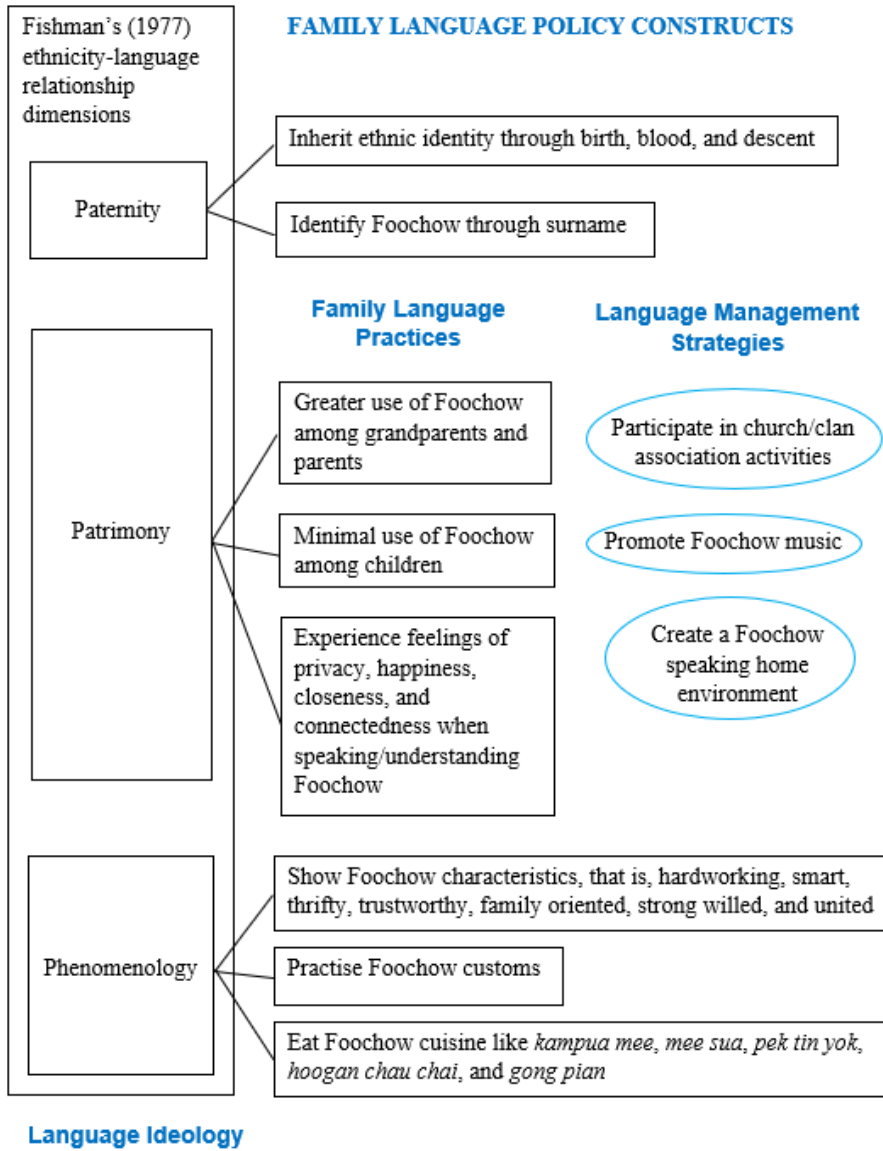 Fishman's (1977)
ethnicity-language
relationship
dimensions
FAMILY LANGUAGE POLICY CONSTRUCTS
Paternity
Inherit ethnic identity through birth, blood, and descent
Identify Foochow through surname
Family Language
Practices
Language Management
Strategies
Patrimony
Greater use of Foochow
among grandparents and
parents
Minimal use of Foochow
among children
Experience feelings of
privacy, happiness,
closeness, and
connectedness when
speaking/understanding
Foochow
Participate in church/clan
association activities
Promote Foochow music
Create a Foochow
speaking home
environment
Phenomenology
Show Foochow characteristics, that is, hardworking, smart,
thrifty, trustworthy, family oriented, strong willed, and united
Practise Foochow customs
Eat Foochow cuisine like kampua mee, mee sua, pek tin yok,
hoogan chau chai, and gong pian
Language Ideology